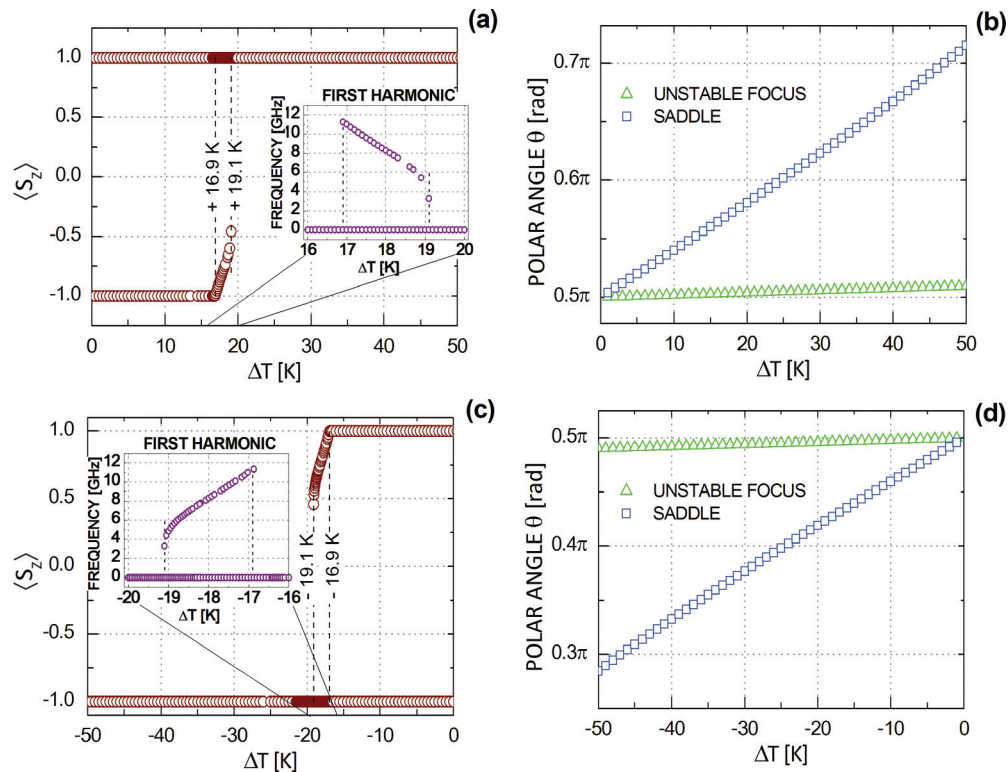 (a)
⟨S_Z⟩
1.0
0.5
0.0
-0.5
-1.0
0 10 20 30 40 50
ΔT [K]
+ 16.9 K
+ 19.1 K
FIRST HARMONIC
FREQUENCY [GHz]
12
10
8
6
4
2
0
16 17 18 19 20
ΔT [K]
(b)
POLAR ANGLE θ [rad]
0.7π
0.6π
0.5π
UNSTABLE FOCUS
SADDLE
0 10 20 30 40 50
ΔT [K]
(c)
⟨S_Z⟩
1.0
0.5
0.0
-0.5
-1.0
-50 -40 -30 -20 -10 0
ΔT [K]
- 19.1 K
- 16.9 K
FIRST HARMONIC
FREQUENCY [GHz]
12
10
8
6
4
2
0
-20 -19 -18 -17 -16
ΔT [K]
(d)
POLAR ANGLE θ [rad]
0.5π
0.4π
0.3π
UNSTABLE FOCUS
SADDLE
-50 -40 -30 -20 -10 0
ΔT [K]